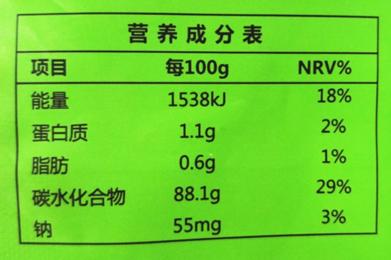 营养成分表
项目 每100g NRV%
能量 1538kJ 18%
蛋白质 1.1g 2%
脂肪 0.6g 1%
碳水化合物 88.1g 29%
钠 55mg 3%